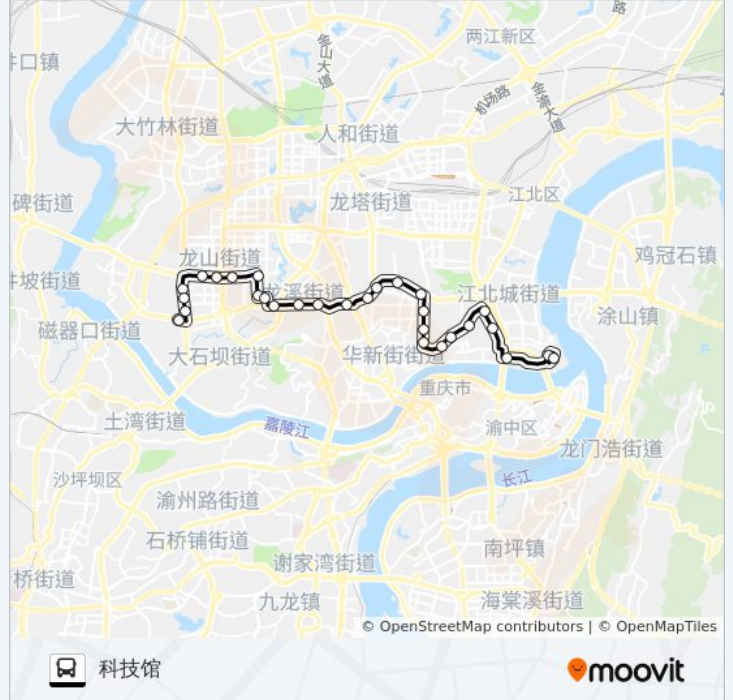 路
两江新区
金山大道
井口镇
机场路
金渝大道
大竹林街道
人和街道
江北区
碑街道
龙塔街道
龙山街道
鸡冠石镇
井坡街道
龙溪街道
江北城街道
涂山镇
磁器口街道
大石坝街道
华新街街道
重庆市
土湾街道
嘉陵江
渝中区
龙门浩街道
沙坪坝区
长江
渝州路街道
石桥铺街道
南坪镇
谢家湾街道
桥街道
九龙镇
海棠溪街道
© OpenStreetMap contributors | © OpenMapTiles
科技馆
moovit